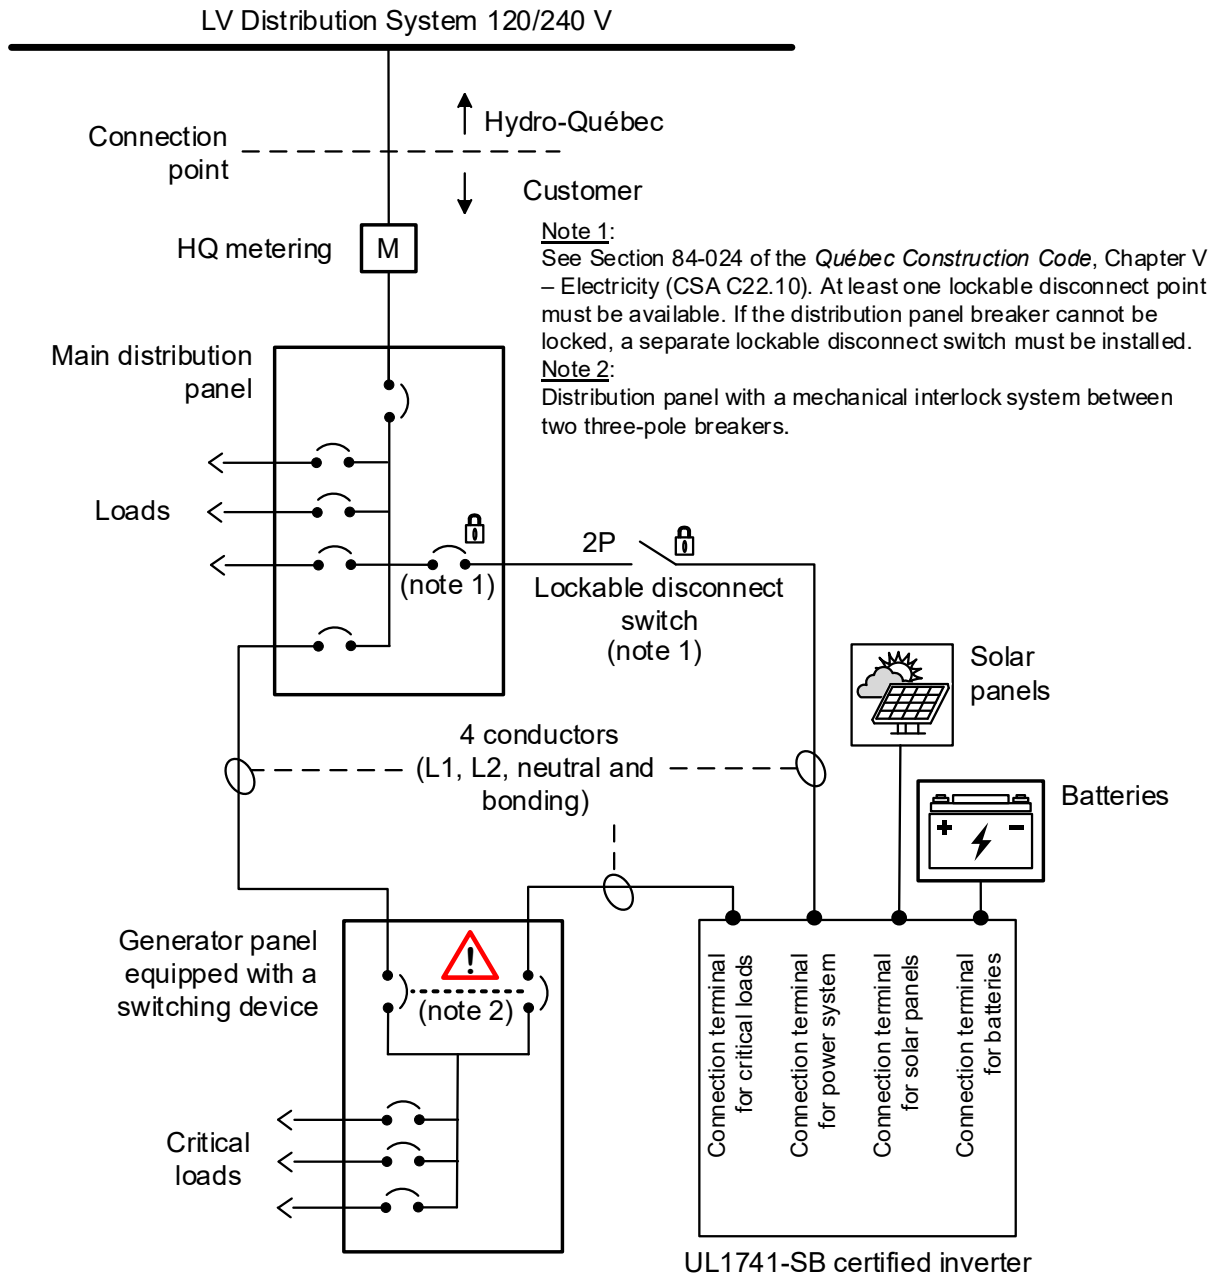 LV Distribution System 120/240 V
Hydro-Québec
Connection
point
Customer
HQ metering
M
Note 1:
See Section 84-024 of the Québec Construction Code, Chapter V
– Electricity (CSA C22.10). At least one lockable disconnect point
must be available. If the distribution panel breaker cannot be
locked, a separate lockable disconnect switch must be installed.
Note 2:
Distribution panel with a mechanical interlock system between
two three-pole breakers.
Main distribution
panel
Loads
(note 1)
2P
Lockable disconnect
switch
(note 1)
Solar
panels
4 conductors
(L1, L2, neutral and
bonding)
Batteries
+ −
Generator panel
equipped with a
switching device
!
(note 2)
Critical
loads
Connection terminal
for critical loads
Connection terminal
for power system
Connection terminal
for solar panels
Connection terminal
for batteries
UL1741-SB certified inverter